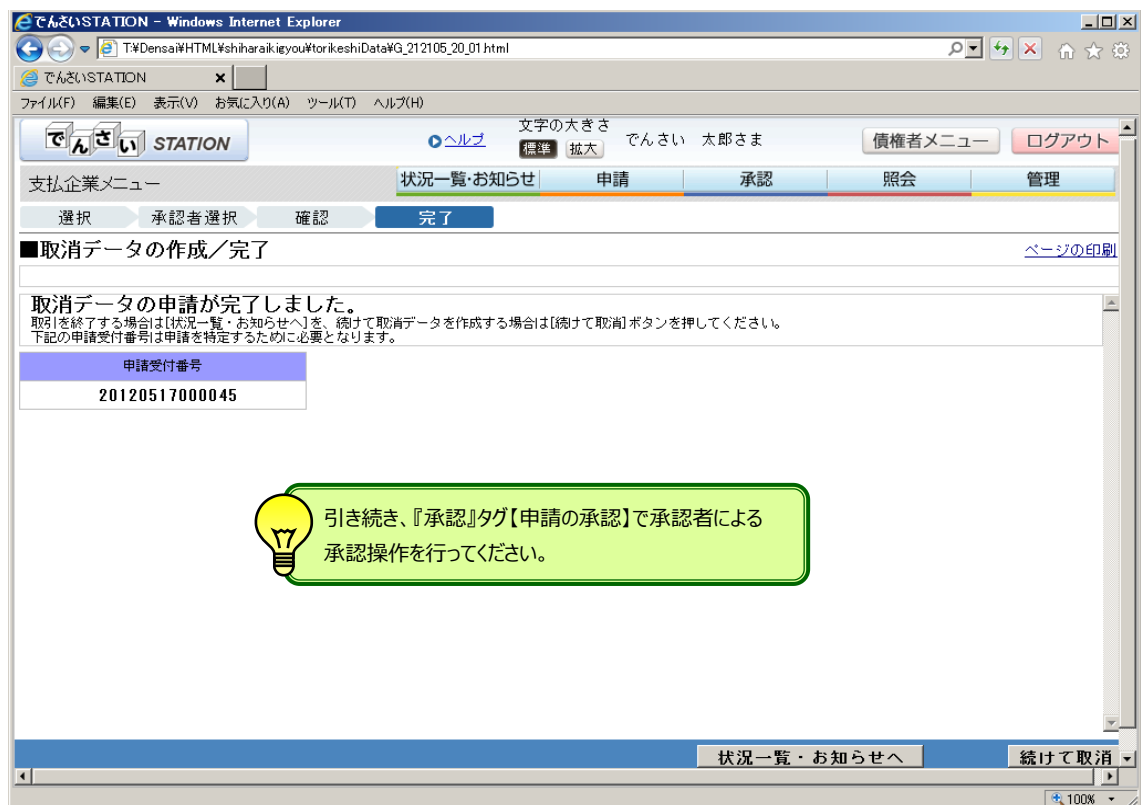 でんさいSTATION - Windows Internet Explorer
T:¥Densai¥HTML¥shiharaikigyou¥torikeshiData¥G_212105_20_01.html
でんさいSTATION
ファイル(F) 編集(E) 表示(V) お気に入り(A) ツール(T) ヘルプ(H)
でんさい STATION
ヘルプ
文字の大きさ
標準 拡大
でんさい 太郎さま
債権者メニュー
ログアウト
支払企業メニュー
状況一覧・お知らせ 申請 承認 照会 管理
選択 承認者選択 確認 完了
■取消データの作成／完了
ページの印刷
取消データの申請が完了しました。
取引を終了する場合は[状況一覧・お知らせへ]を、続けて取消データを作成する場合は[続けて取消]ボタンを押してください。
下記の申請受付番号は申請を特定するために必要となります。
申請受付番号
20120517000045
引き続き、『承認』タグ【申請の承認】で承認者による
承認操作を行ってください。
状況一覧・お知らせへ
続けて取消
100%